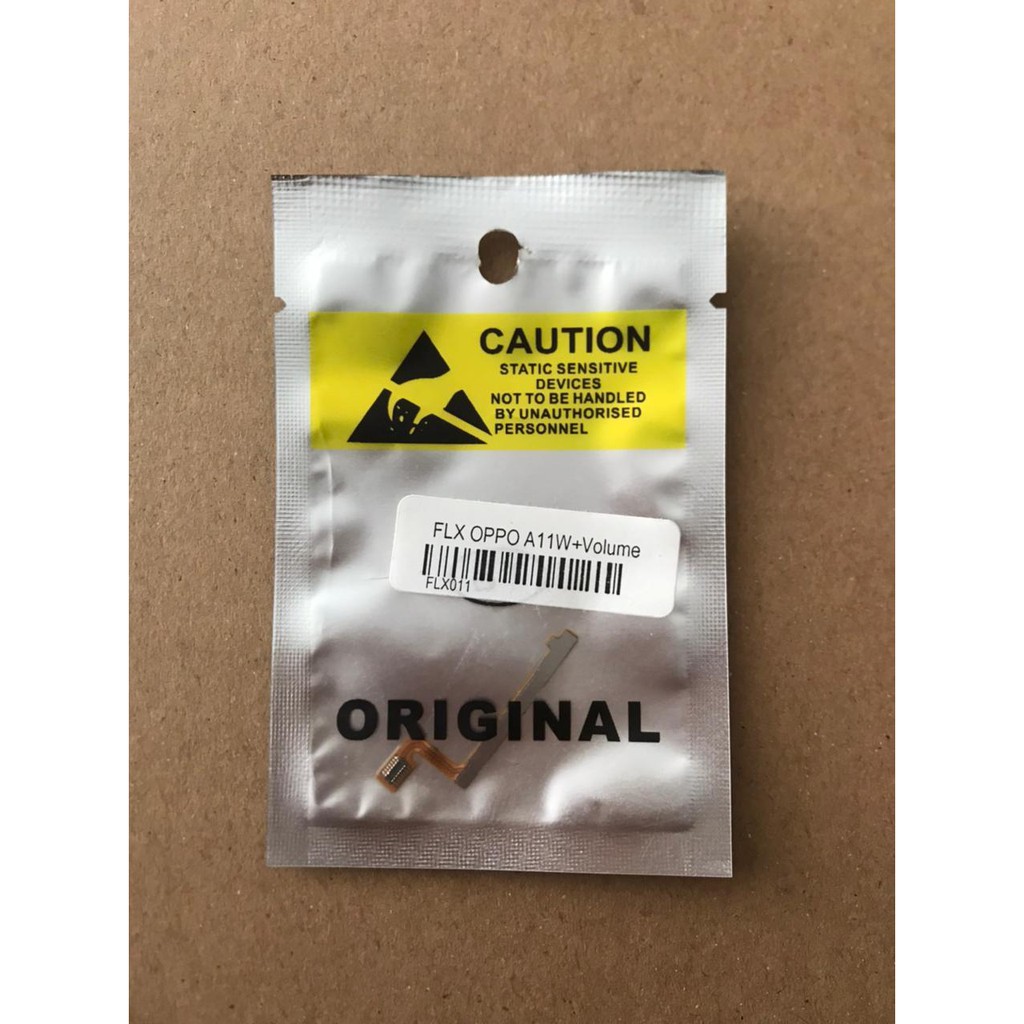 CAUTION
STATIC SENSITIVE
DEVICES
NOT TO BE HANDLED
BY UNAUTHORISED
PERSONNEL
FLX OPPO A11W+Volume
FLX011
ORIGINAL